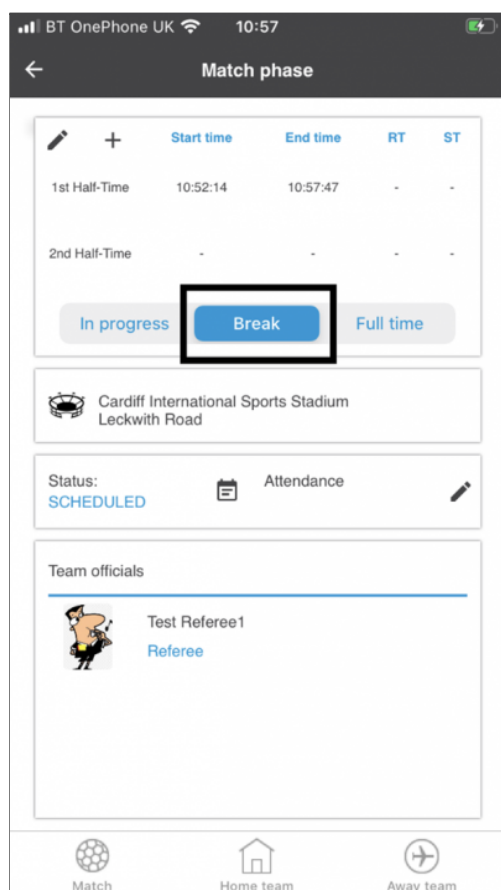 BT OnePhone UK 10:57
Match phase
Start time End time RT ST
1st Half-Time 10:52:14 10:57:47 - -
2nd Half-Time - - - -
In progress Break Full time
Cardiff International Sports Stadium
Leckwith Road
Status: Attendance
SCHEDULED
Team officials
Test Referee1
Referee
Match Home team Away team